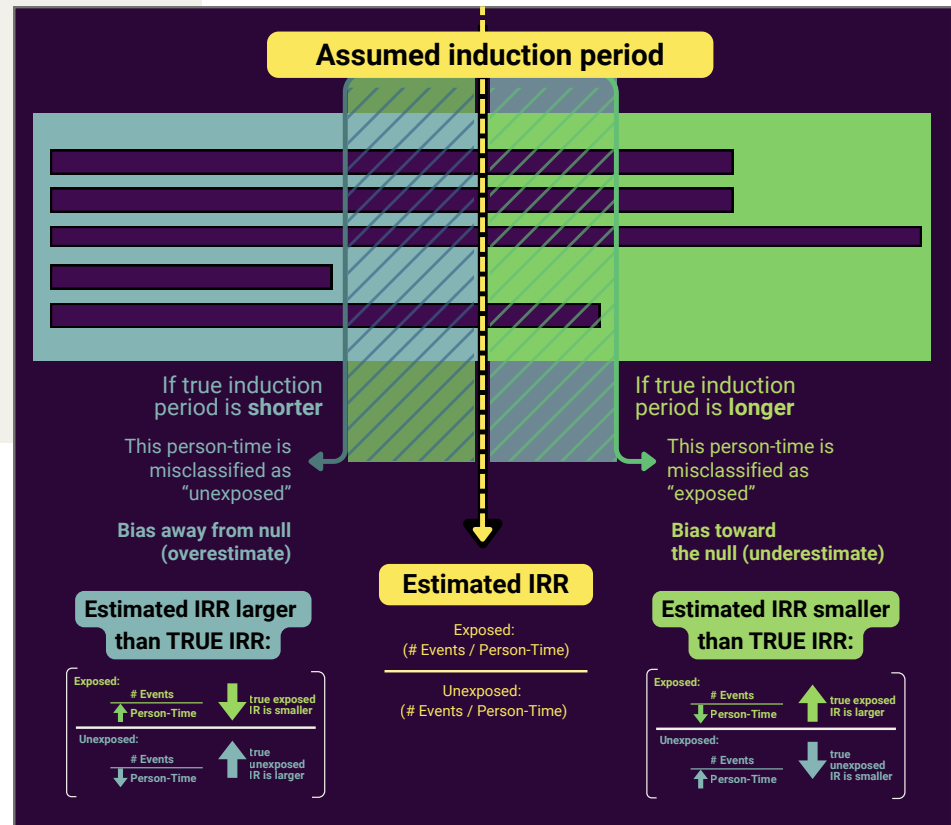 Assumed induction period
If true induction
period is shorter
This person-time is
misclassified as
“unexposed”
Bias away from null
(overestimate)
If true induction
period is longer
This person-time is
misclassified as
“exposed”
Bias toward
the null (underestimate)
Estimated IRR
Exposed:
(# Events / Person-Time)
Unexposed:
(# Events / Person-Time)
Estimated IRR larger
than TRUE IRR:
Exposed:
# Events
Person-Time
true exposed
IR is smaller
Unexposed:
# Events
Person-Time
true
unexposed
IR is larger
Estimated IRR smaller
than TRUE IRR:
Exposed:
# Events
Person-Time
true exposed
IR is larger
Unexposed:
# Events
Person-Time
true
unexposed
IR is smaller